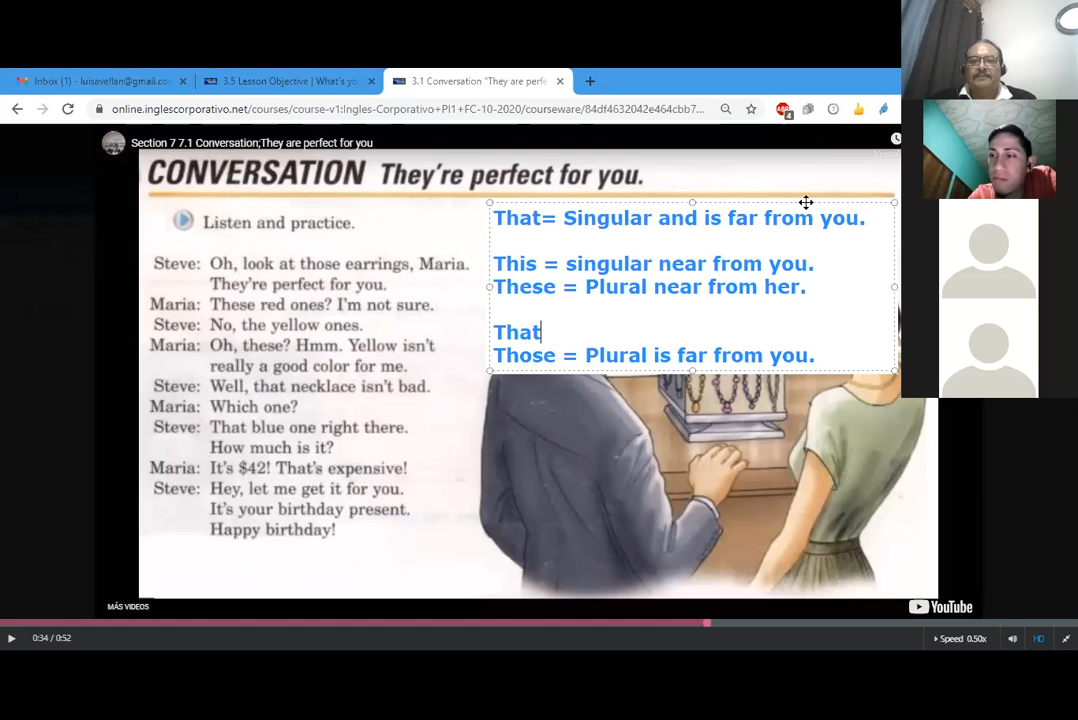 Inbox (1) - luisavellan@gmail.co
3.5 Lesson Objective | What's yo
3.1 Conversation "They are perfe
online.inglescorporativo.net/courses/course-v1:Ingles-Corporativo+PI1+FC-10-2020/courseware/84df4632042e464cbb7...
4
Section 7 7.1 Conversation;They are perfect for you
CONVERSATION They're perfect for you.
Listen and practice.
Steve: Oh, look at those earrings, Maria.
They're perfect for you.
Maria: These red ones? I'm not sure.
Steve: No, the yellow ones.
Maria: Oh, these? Hmm. Yellow isn't
really a good color for me.
Steve: Well, that necklace isn't bad.
Maria: Which one?
Steve: That blue one right there.
How much is it?
Maria: It's $42! That's expensive!
Steve: Hey, let me get it for you.
It's your birthday present.
Happy birthday!
That= Singular and is far from you.
This = singular near from you.
These = Plural near from her.
That
Those = Plural is far from you.
MÁS VIDEOS
YouTube
0:34 / 0:52
Speed 0.50x
HD